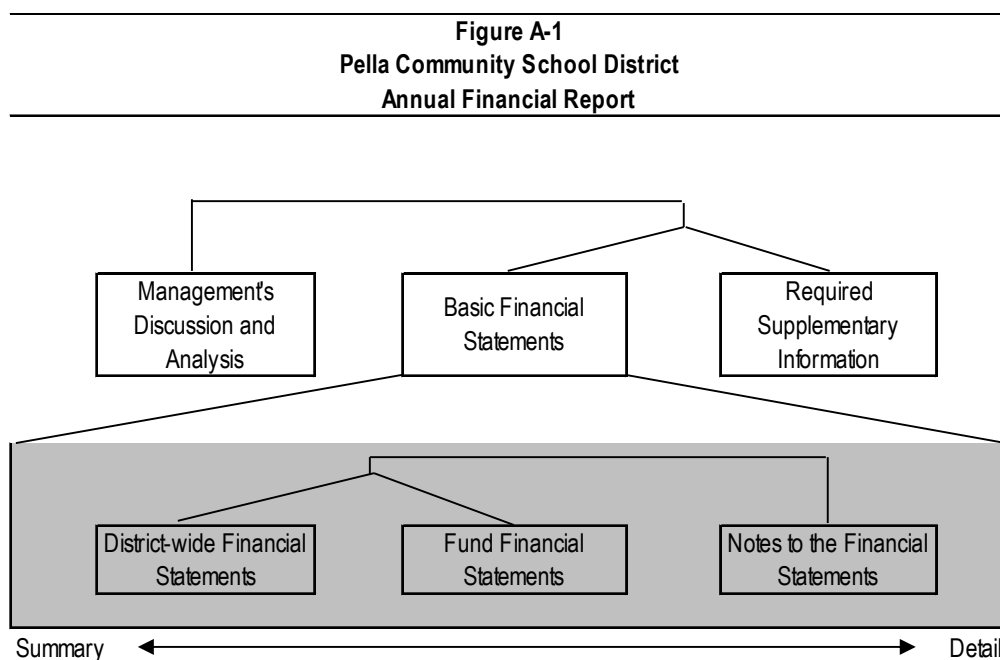 Figure A-1
Pella Community School District
Annual Financial Report
Management's
Discussion and
Analysis
Basic Financial
Statements
Required
Supplementary
Information
District-wide Financial
Statements
Fund Financial
Statements
Notes to the Financial
Statements
Summary
Detail